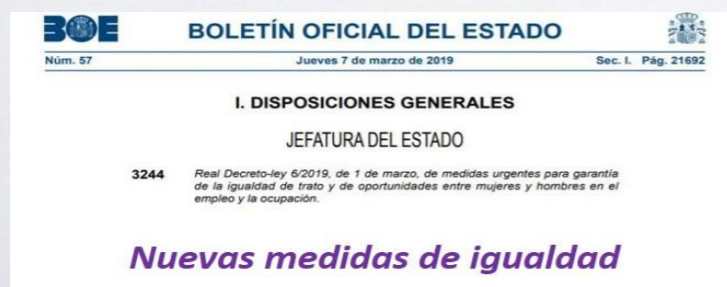 BOE BOLETÍN OFICIAL DEL ESTADO
Núm. 57 Jueves 7 de marzo de 2019 Sec. I. Pág. 21692
I. DISPOSICIONES GENERALES
JEFATURA DEL ESTADO
3244 Real Decreto-ley 6/2019, de 1 de marzo, de medidas urgentes para garantía
de la igualdad de trato y de oportunidades entre mujeres y hombres en el
empleo y la ocupación.
Nuevas medidas de igualdad